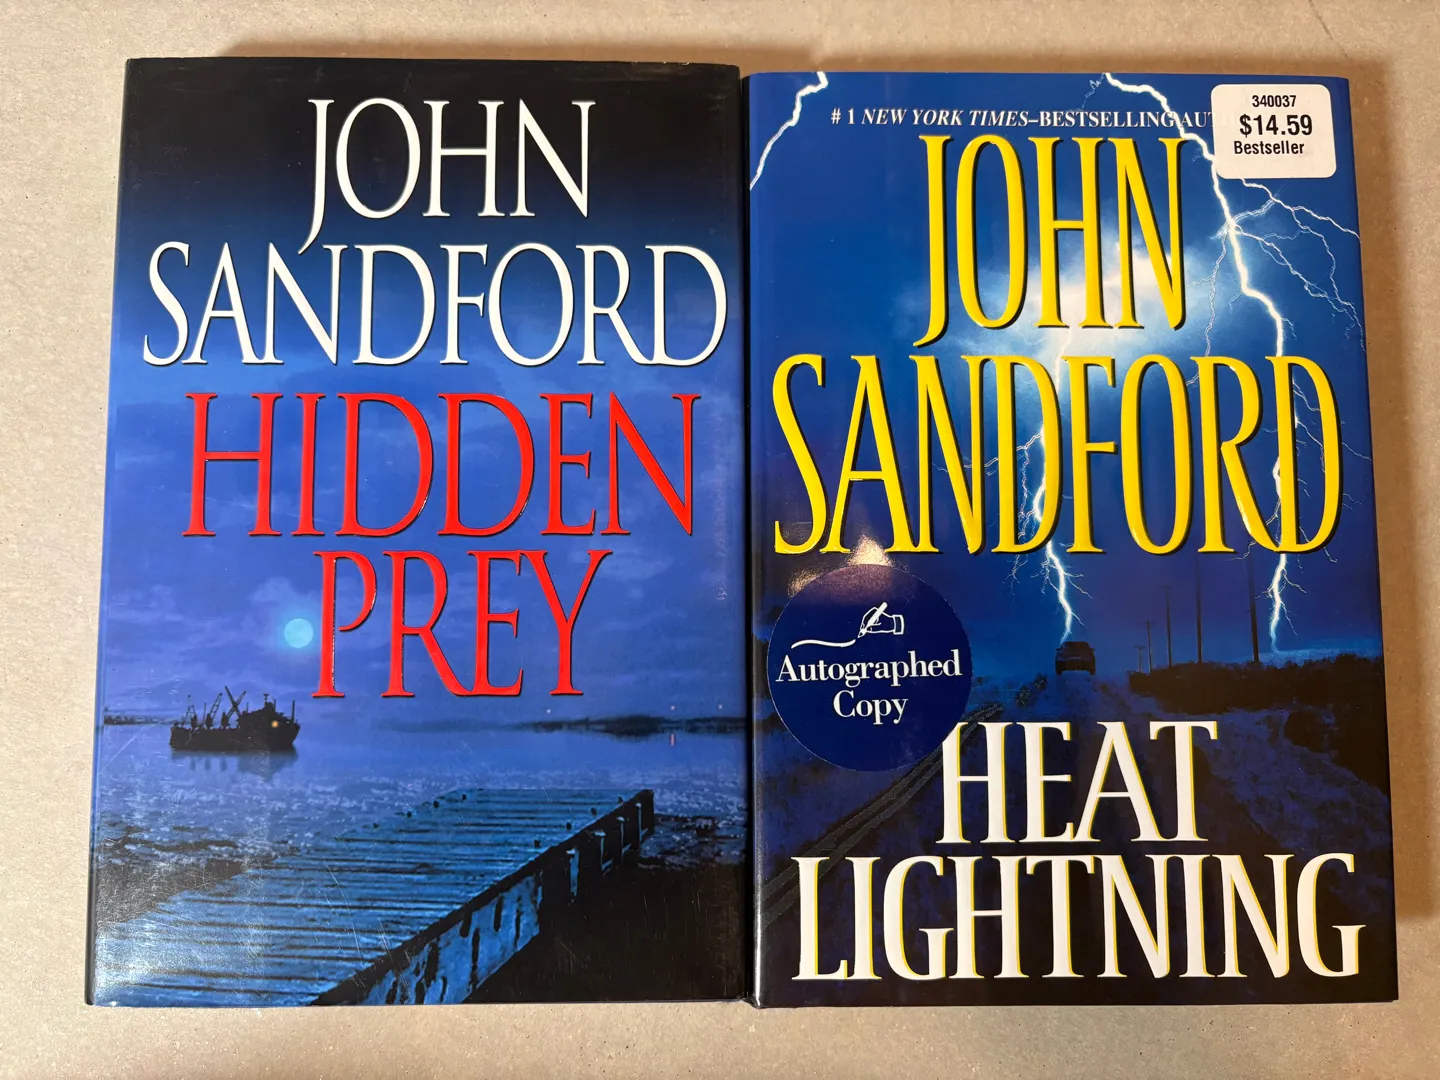 JOHN
SANDFORD
HIDDEN
PREY
# 1 NEW YORK TIMES–BESTSELLING
340037
$14.59
Bestseller
JOHN
SANDFORD
Autographed
Copy
HEAT
LIGHTNING